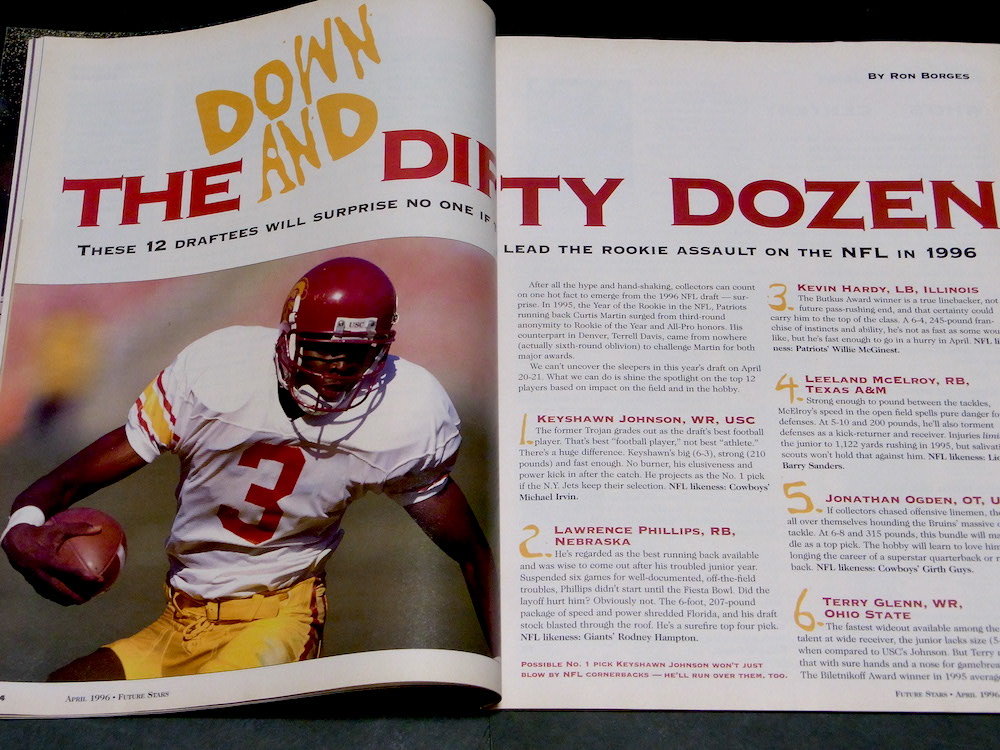 DOWN
AND
THE DIRTY DOZEN
BY RON BORGES
THESE 12 DRAFTEES WILL SURPRISE NO ONE IF
LEAD THE ROOKIE ASSAULT ON THE NFL IN 1996
USC
3
After all the hype and hand-shaking, collectors can count
on one hot fact to emerge from the 1996 NFL draft — sur-
prise. In 1995, the Year of the Rookie in the NFL, Patriots
running back Curtis Martin surged from third-round
anonymity to Rookie of the Year and All-Pro honors. His
counterpart in Denver, Terrell Davis, came from nowhere
(actually sixth-round oblivion) to challenge Martin for both
major awards.
We can't uncover the sleepers in this year's draft on April
20-21. What we can do is shine the spotlight on the top 12
players based on impact on the field and in the hobby.
1. KEYSHAWN JOHNSON, WR, USC
The former Trojan grades out as the draft's best football
player. That's best "football player," not best "athlete."
There's a huge difference. Keyshawn's big (6-3), strong (210
pounds) and fast enough. No burner, his elusiveness and
power kick in after the catch. He projects as the No. 1 pick
if the N.Y. Jets keep their selection. NFL likeness: Cowboys'
Michael Irvin.
2. LAWRENCE PHILLIPS, RB,
NEBRASKA
He's regarded as the best running back available
and was wise to come out after his troubled junior year.
Suspended six games for well-documented, off-the-field
troubles, Phillips didn't start until the Fiesta Bowl. Did the
layoff hurt him? Obviously not. The 6-foot, 207-pound
package of speed and power shredded Florida, and his draft
stock blasted through the roof. He's a surefire top four pick.
NFL likeness: Giants' Rodney Hampton.
POSSIBLE NO. 1 PICK KEYSHAWN JOHNSON WON'T JUST
BLOW BY NFL CORNERBACKS — HE'LL RUN OVER THEM, TOO.
3. KEVIN HARDY, LB, ILLINOIS
The Butkus Award winner is a true linebacker, not
future pass-rushing end, and that certainty could
carry him to the top of the class. A 6-4, 245-pound fran-
chise of instincts and ability, he's not as fast as some
like, but he's fast enough to go in a hurry in April. NFL
ness: Patriots' Willie McGinest.
4. LEELAND MCELROY, RB,
TEXAS A&M
Strong enough to pound between the tackles,
McElroy's speed in the open field spells pure danger
defenses. At 5-10 and 200 pounds, he'll also torment
defenses as a kick-returner and receiver. Injuries
the junior to 1,122 yards rushing in 1995, but
scouts won't hold that against him. NFL likeness:
Barry Sanders.
5. JONATHAN OGDEN, OT,
If collectors chased offensive linemen,
all over themselves hounding the Bruins' massive
tackle. At 6-8 and 315 pounds, this bundle will
die as a top pick. The hobby will learn to love
longing the career of a superstar quarterback or
back. NFL likeness: Cowboys' Girth Guys.
6. TERRY GLENN, WR,
OHIO STATE
The fastest wideout available among the
talent at wide receiver, the junior lacks size
when compared to USC's Johnson. But Terry
that with sure hands and a nose for
The Biletnikoff Award winner in 1995
4 APRIL 1996 • FUTURE STARS
FUTURE STARS • APRIL 1996